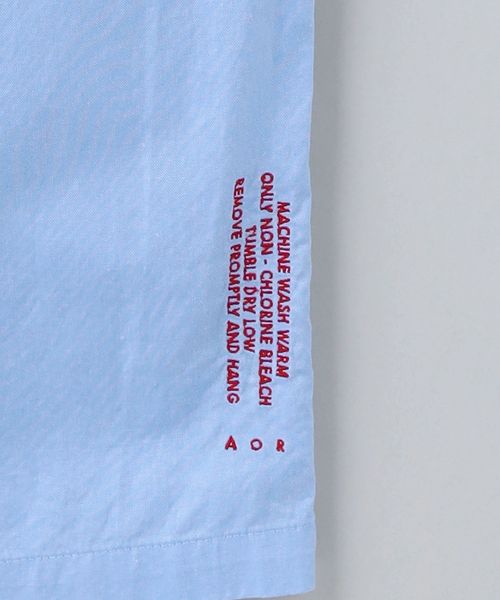 MACHINE WASH WARM
ONLY NON - CHLORINE BLEACH
TUMBLE DRY LOW
REMOVE PROMPTLY AND HANG
A O R